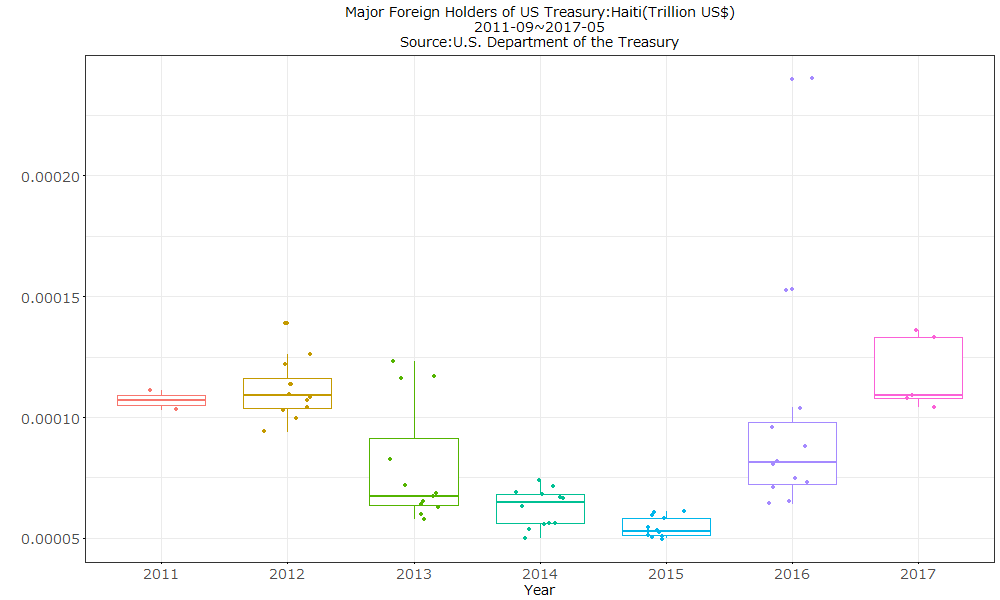 Major Foreign Holders of US Treasury:Haiti(Trillion US$)
2011-09~2017-05
Source:U.S. Department of the Treasury
0.00020
0.00015
0.00010
0.00005
2011 2012 2013 2014 2015 2016 2017
Year